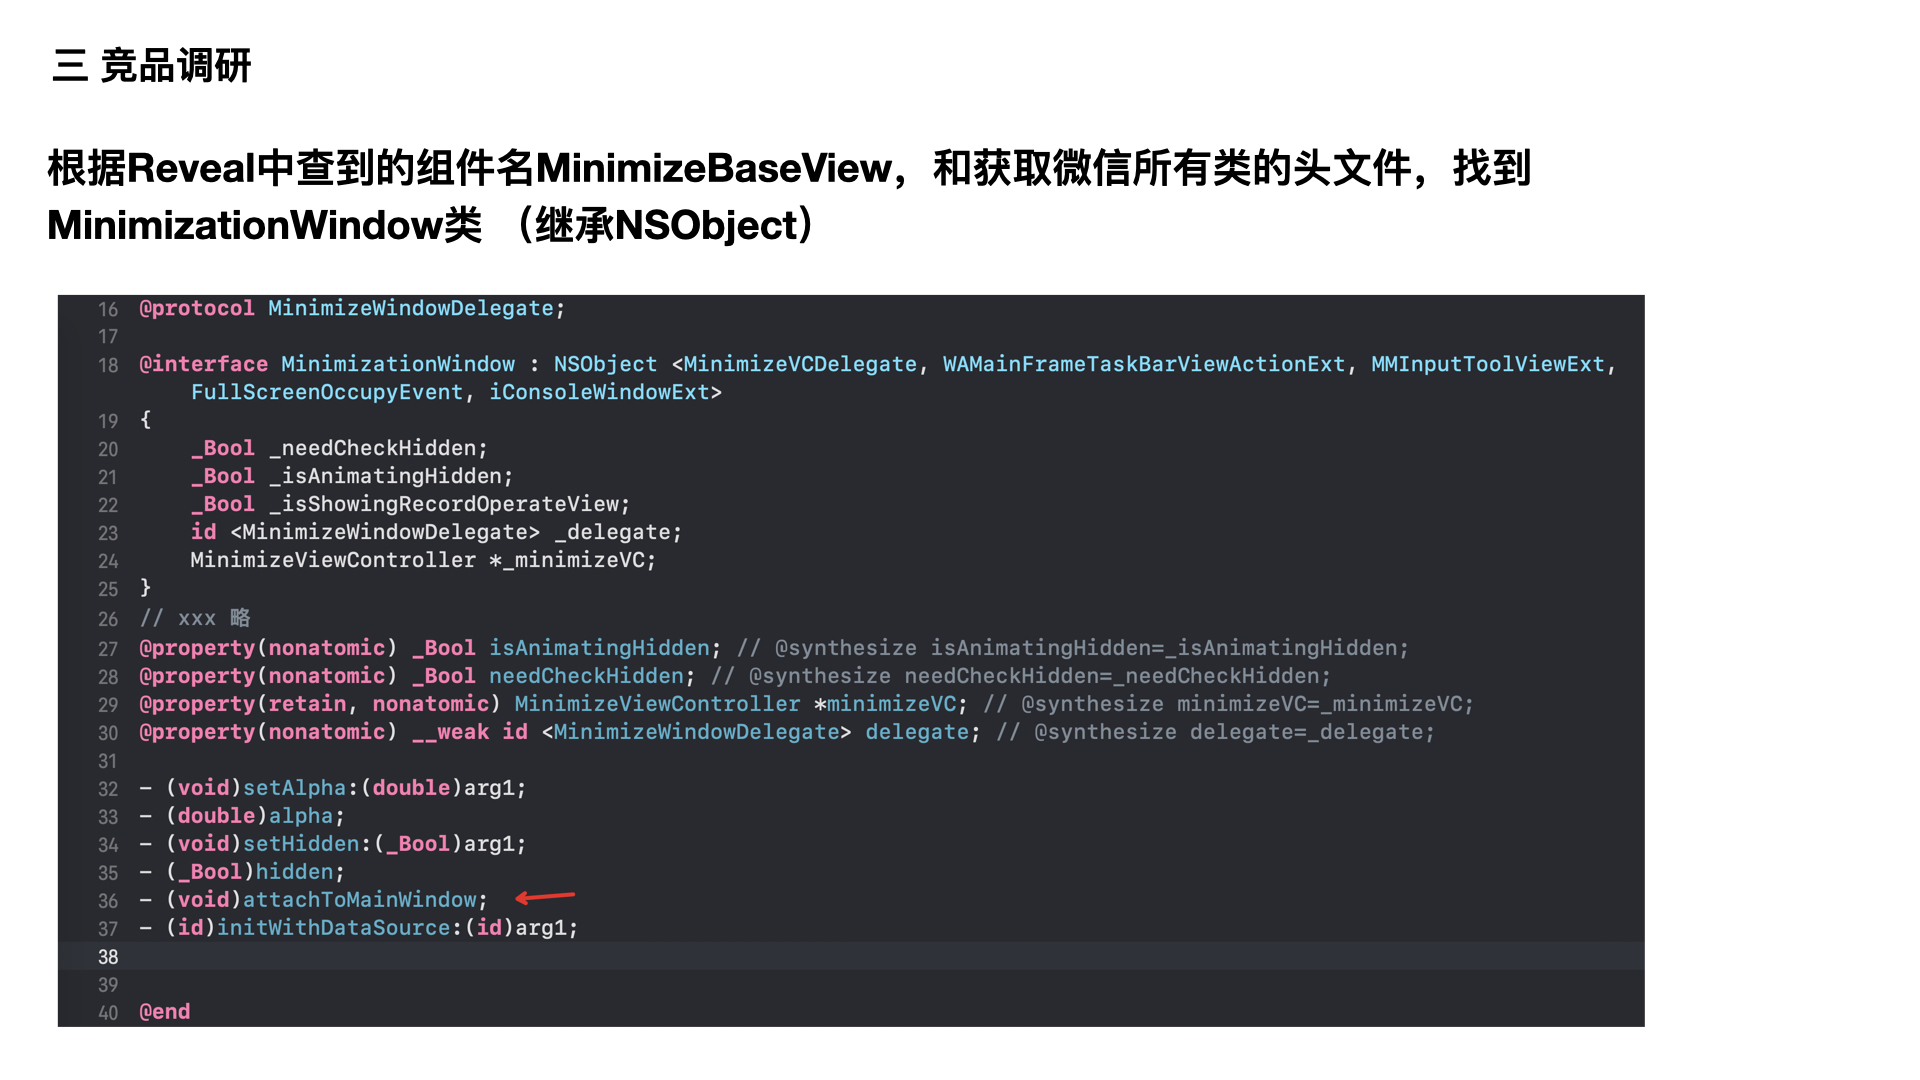 三 竞品调研
根据Reveal中查到的组件名MinimizeBaseView，和获取微信所有类的头文件，找到
MinimizationWindow类 （继承NSObject）
16 @protocol MinimizeWindowDelegate;
17
18 @interface MinimizationWindow : NSObject <MinimizeVCDelegate, WAMainFrameTaskBarViewActionExt, MMInputToolViewExt,
FullScreenOccupyEvent, iConsoleWindowExt>
19 {
20 _Bool _needCheckHidden;
21 _Bool _isAnimatingHidden;
22 _Bool _isShowingRecordOperateView;
23 id <MinimizeWindowDelegate> _delegate;
24 MinimizeViewController *_minimizeVC;
25 }
26 // xxx 略
27 @property(nonatomic) _Bool isAnimatingHidden; // @synthesize isAnimatingHidden=_isAnimatingHidden;
28 @property(nonatomic) _Bool needCheckHidden; // @synthesize needCheckHidden=_needCheckHidden;
29 @property(retain, nonatomic) MinimizeViewController *minimizeVC; // @synthesize minimizeVC=_minimizeVC;
30 @property(nonatomic) __weak id <MinimizeWindowDelegate> delegate; // @synthesize delegate=_delegate;
31
32 - (void)setAlpha:(double)arg1;
33 - (double)alpha;
34 - (void)setHidden:(_Bool)arg1;
35 - (_Bool)hidden;
36 - (void)attachToMainWindow;
37 - (id)initWithDataSource:(id)arg1;
38
39
40 @end